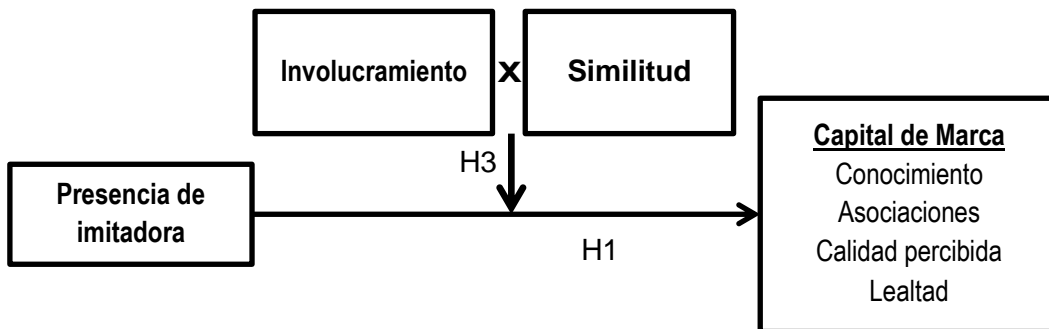 Involucramiento
x
Similitud
H3
Presencia de
imitadora
H1
Capital de Marca
Conocimiento
Asociaciones
Calidad percibida
Lealtad